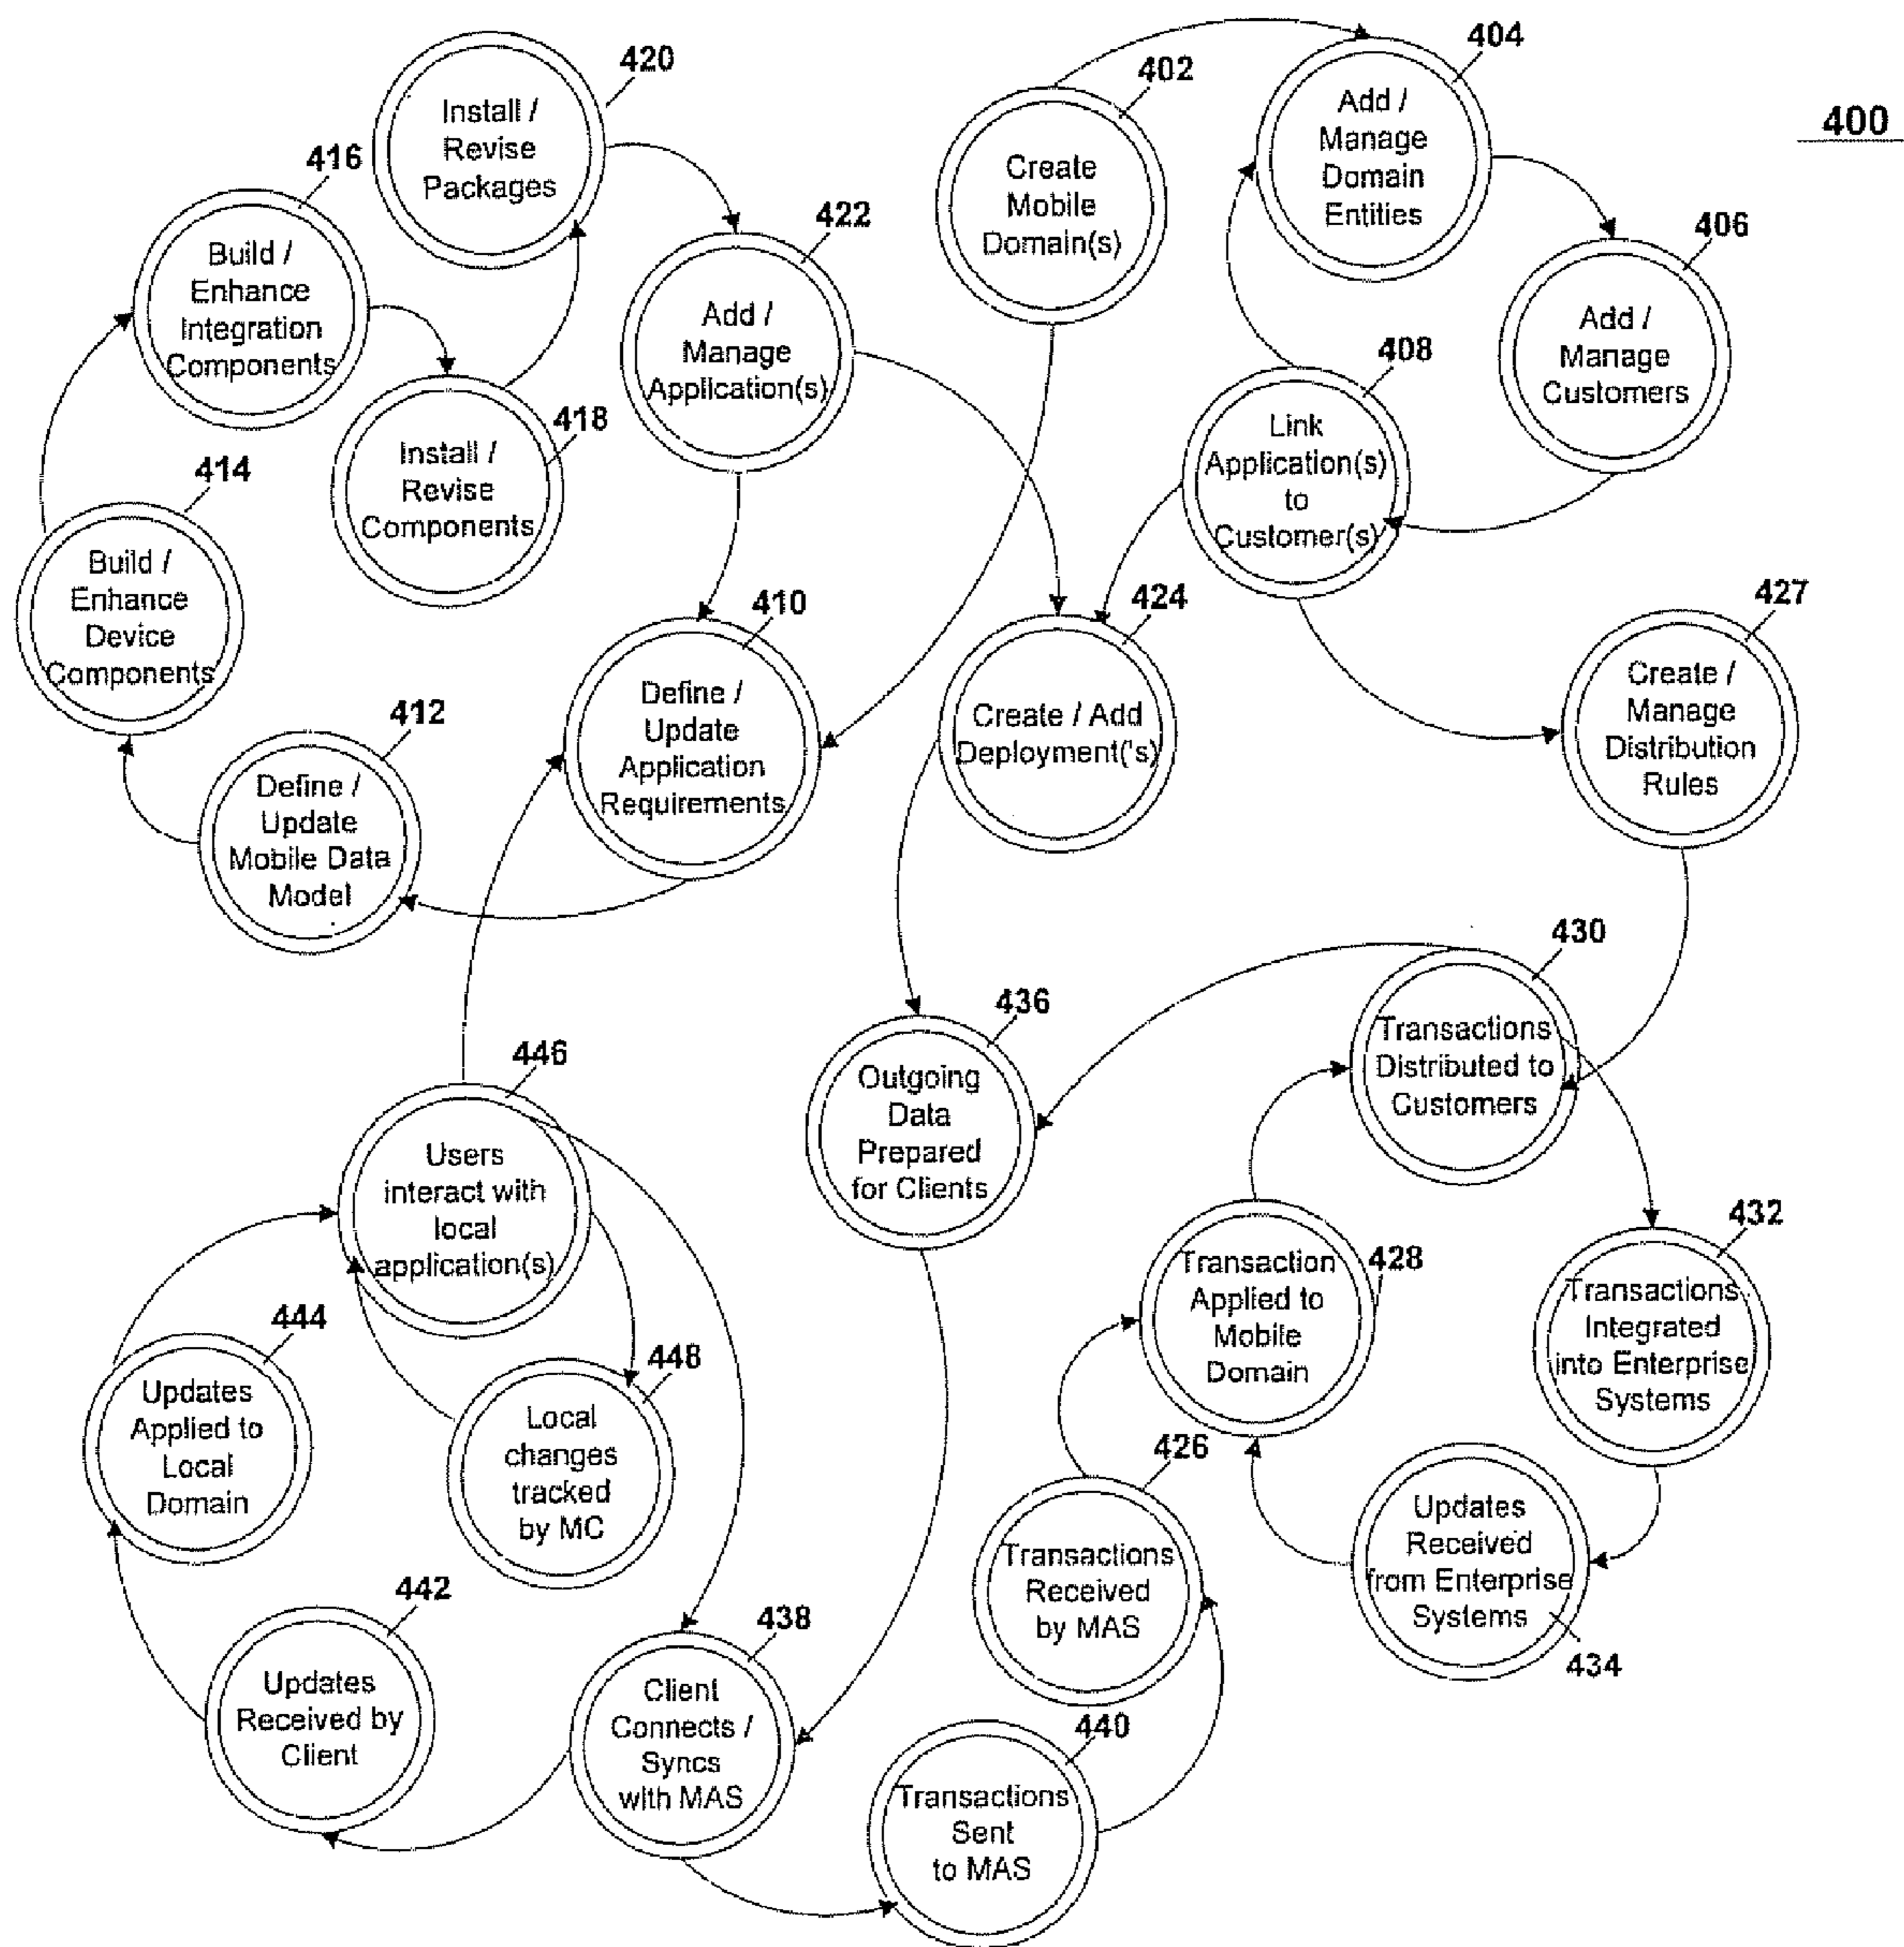 400
420
Install /
Revise
Packages
402
Create
Mobile
Domain(s)
404
Add /
Manage
Domain
Entities
416
Build /
Enhance
Integration
Components
422
Add /
Manage
Application(s)
406
Add /
Manage
Customers
418
Install /
Revise
Components
408
Link
Application(s)
to
Customer(s)
414
Build /
Enhance
Device
Components
410
Define /
Update
Application
Requirements
424
Create / Add
Deployment('s)
427
Create /
Manage
Distribution
Rules
412
Define /
Update
Mobile Data
Model
430
Transactions
Distributed to
Customers
436
Outgoing
Data
Prepared
for Clients
446
Users
interact with
local
application(s)
428
Transaction
Applied to
Mobile
Domain
432
Transactions
Integrated
into Enterprise
Systems
444
Updates
Applied to
Local
Domain
448
Local
changes
tracked
by MC
426
Transactions
Received
by MAS
434
Updates
Received
from Enterprise
Systems
442
Updates
Received by
Client
438
Client
Connects /
Syncs
with MAS
440
Transactions
Sent
to MAS